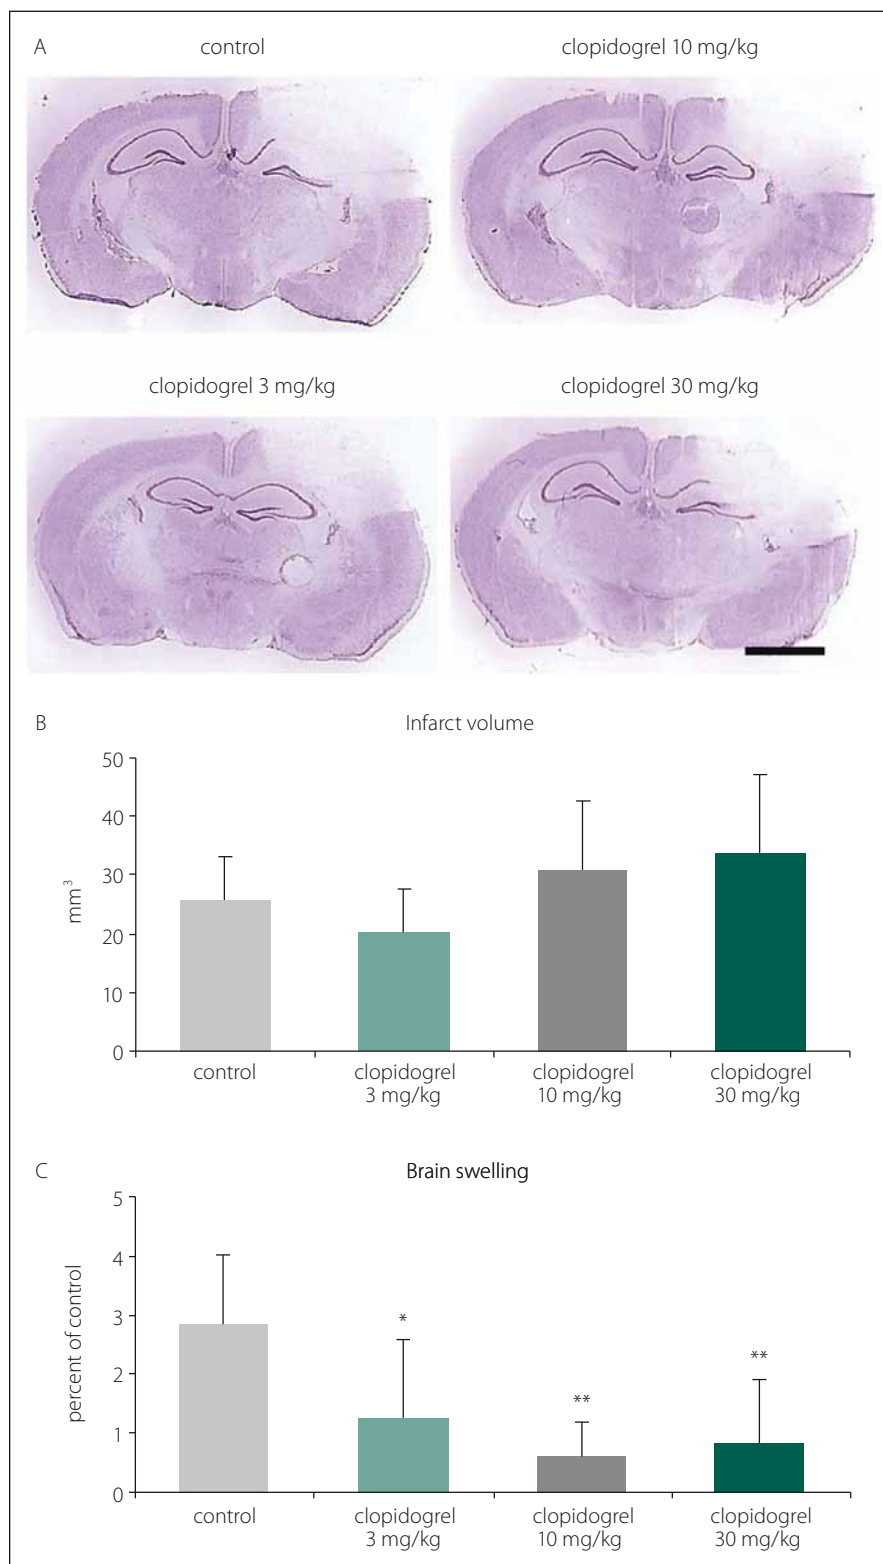 A
control
clopidogrel 10 mg/kg
clopidogrel 3 mg/kg
clopidogrel 30 mg/kg
B
Infarct volume
50
40
30
20
10
0
mm³
control
clopidogrel
3 mg/kg
clopidogrel
10 mg/kg
clopidogrel
30 mg/kg
C
Brain swelling
5
4
3
2
1
0
percent of control
*
**
**
control
clopidogrel
3 mg/kg
clopidogrel
10 mg/kg
clopidogrel
30 mg/kg